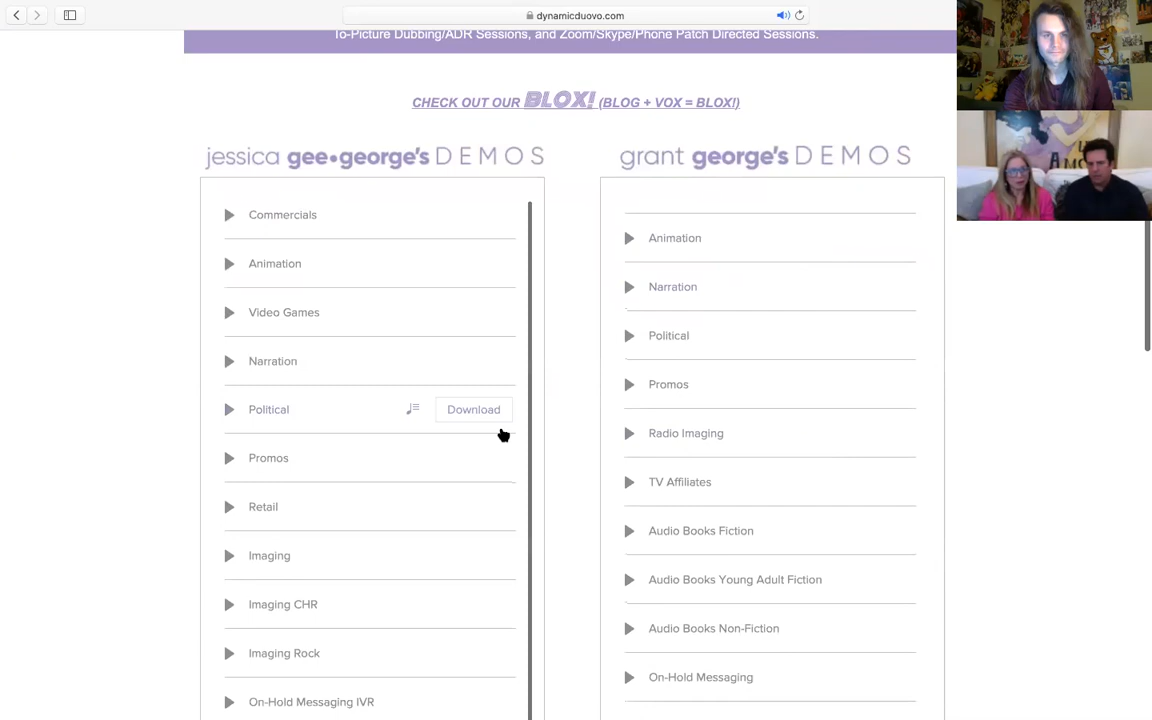 dynamicduovo.com
To-Picture Dubbing/ADR Sessions, and Zoom/Skype/Phone Patch Directed Sessions.
CHECK OUT OUR BLOX! (BLOG + VOX = BLOX!)
jessica gee•george's DEMOS
Commercials
Animation
Video Games
Narration
Political
Download
Promos
Retail
Imaging
Imaging CHR
Imaging Rock
On-Hold Messaging IVR
grant george's DEMOS
Animation
Narration
Political
Promos
Radio Imaging
TV Affiliates
Audio Books Fiction
Audio Books Young Adult Fiction
Audio Books Non-Fiction
On-Hold Messaging